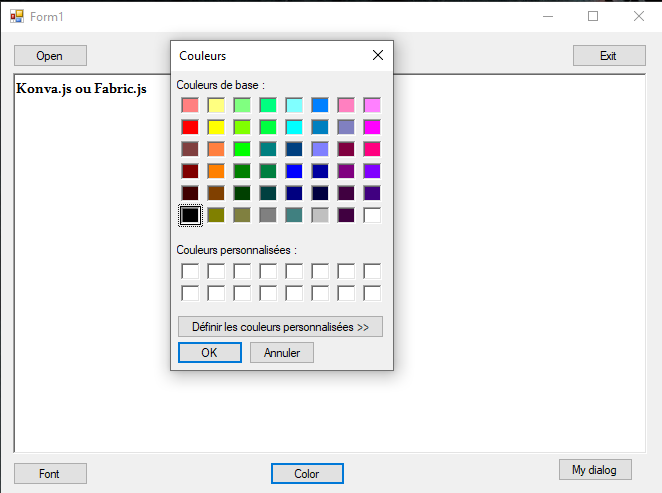 Form1
Open
Exit
Konva.js ou Fabric.js
Couleurs
Couleurs de base :
Couleurs personnalisées :
Définir les couleurs personnalisées >>
OK
Annuler
Font
Color
My dialog